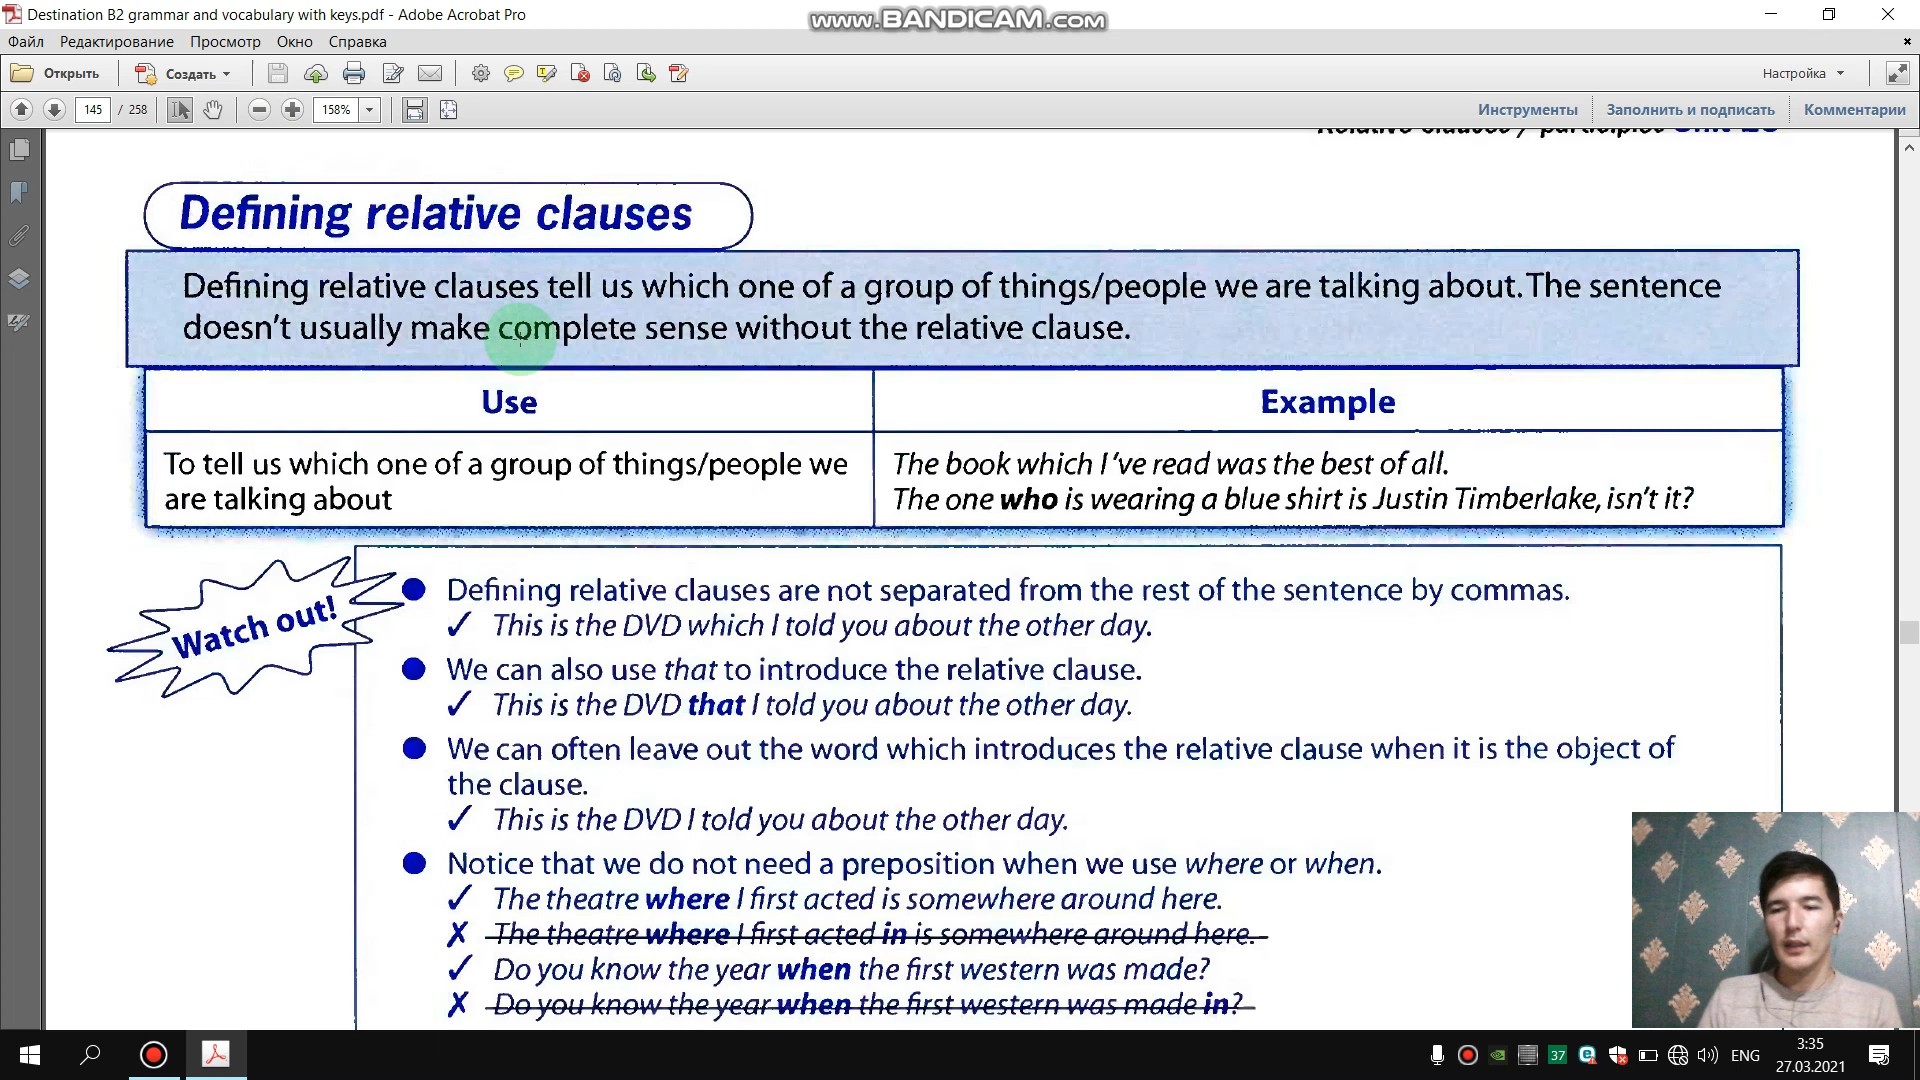 Destination B2 grammar and vocabulary with keys.pdf - Adobe Acrobat Pro
www.BANDICAM.com
Файл Редактирование Просмотр Окно Справка
Открыть Создать Настройка
145 / 258 158% Инструменты Заполнить и подписать Комментарии
Relative clauses / participles Unit
Defining relative clauses
Defining relative clauses tell us which one of a group of things/people we are talking about. The sentence
doesn't usually make complete sense without the relative clause.
Use Example
To tell us which one of a group of things/people we
are talking about
The book which I've read was the best of all.
The one who is wearing a blue shirt is Justin Timberlake, isn't it?
Watch out!
● Defining relative clauses are not separated from the rest of the sentence by commas.
✓ This is the DVD which I told you about the other day.
● We can also use that to introduce the relative clause.
✓ This is the DVD that I told you about the other day.
● We can often leave out the word which introduces the relative clause when it is the object of
the clause.
✓ This is the DVD I told you about the other day.
● Notice that we do not need a preposition when we use where or when.
✓ The theatre where I first acted is somewhere around here.
✗ The theatre where I first acted in is somewhere around here.
✓ Do you know the year when the first western was made?
✗ Do you know the year when the first western was made in?
37 ENG 3:35
27.03.2021